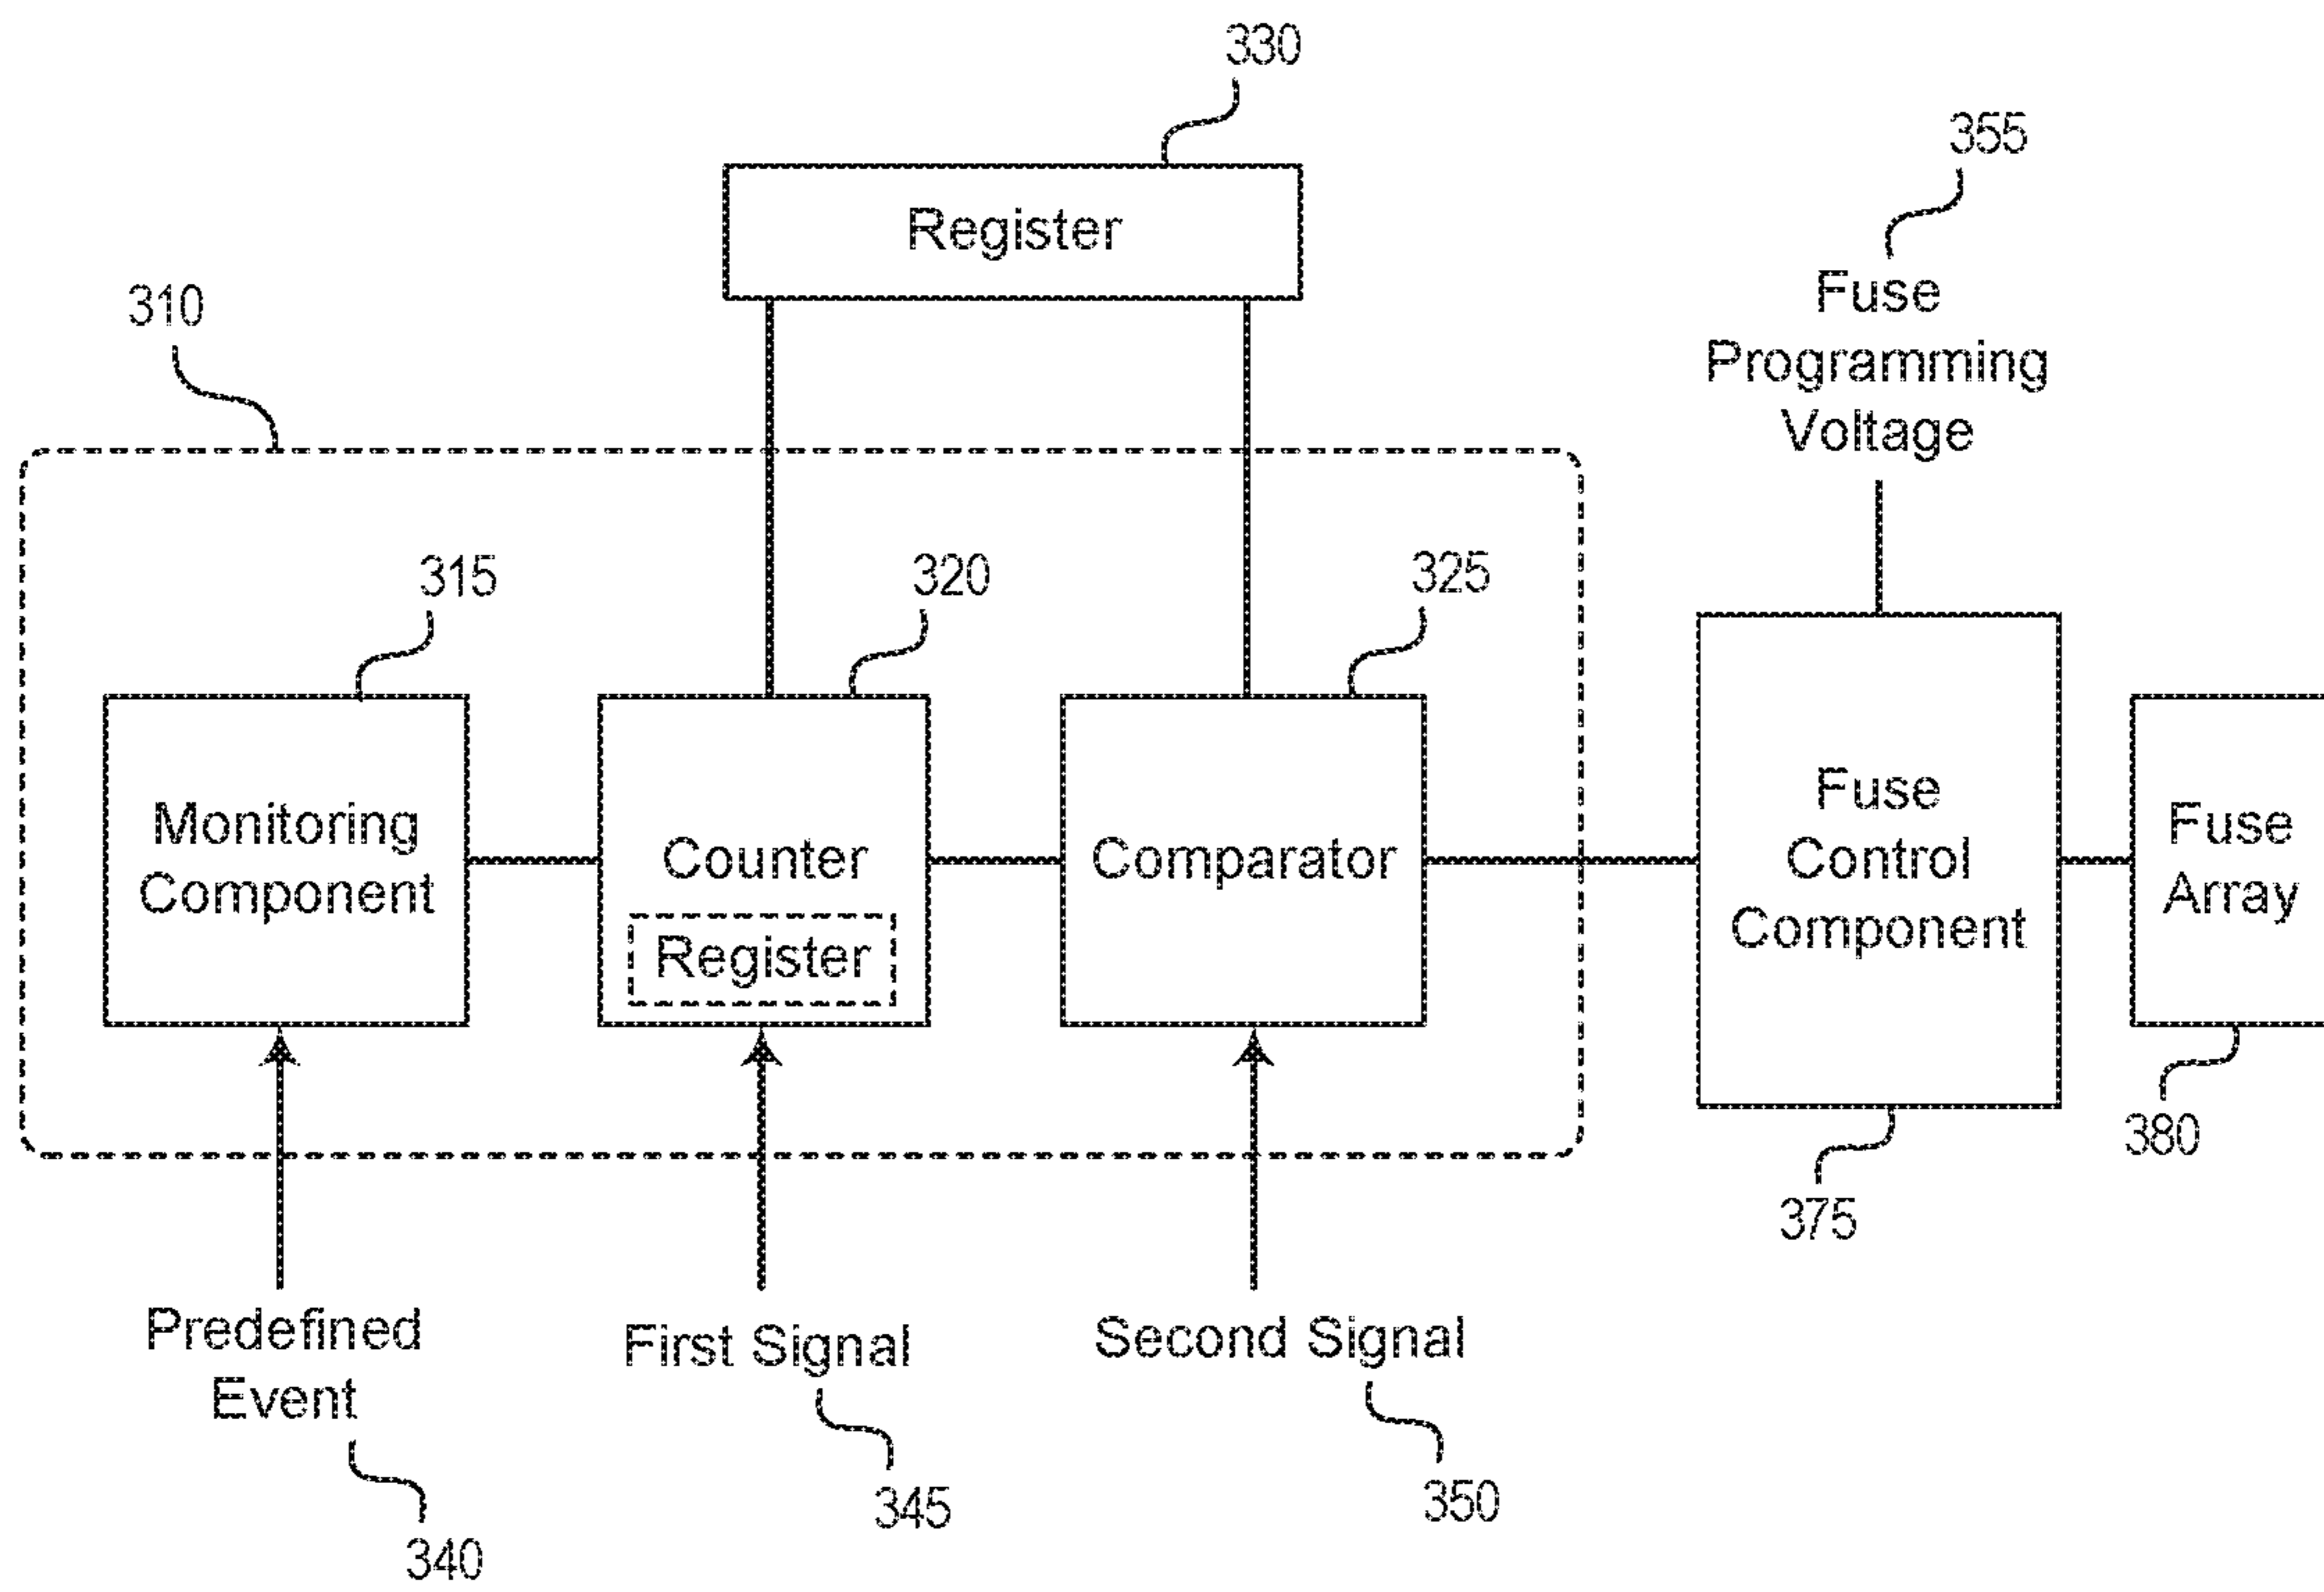 330
355
Register
Fuse
Programming
Voltage
310
315
320
325
Monitoring
Component
Counter
Register
Comparator
Fuse
Control
Component
Fuse
Array
380
375
Predefined
Event
First Signal
Second Signal
340
345
350